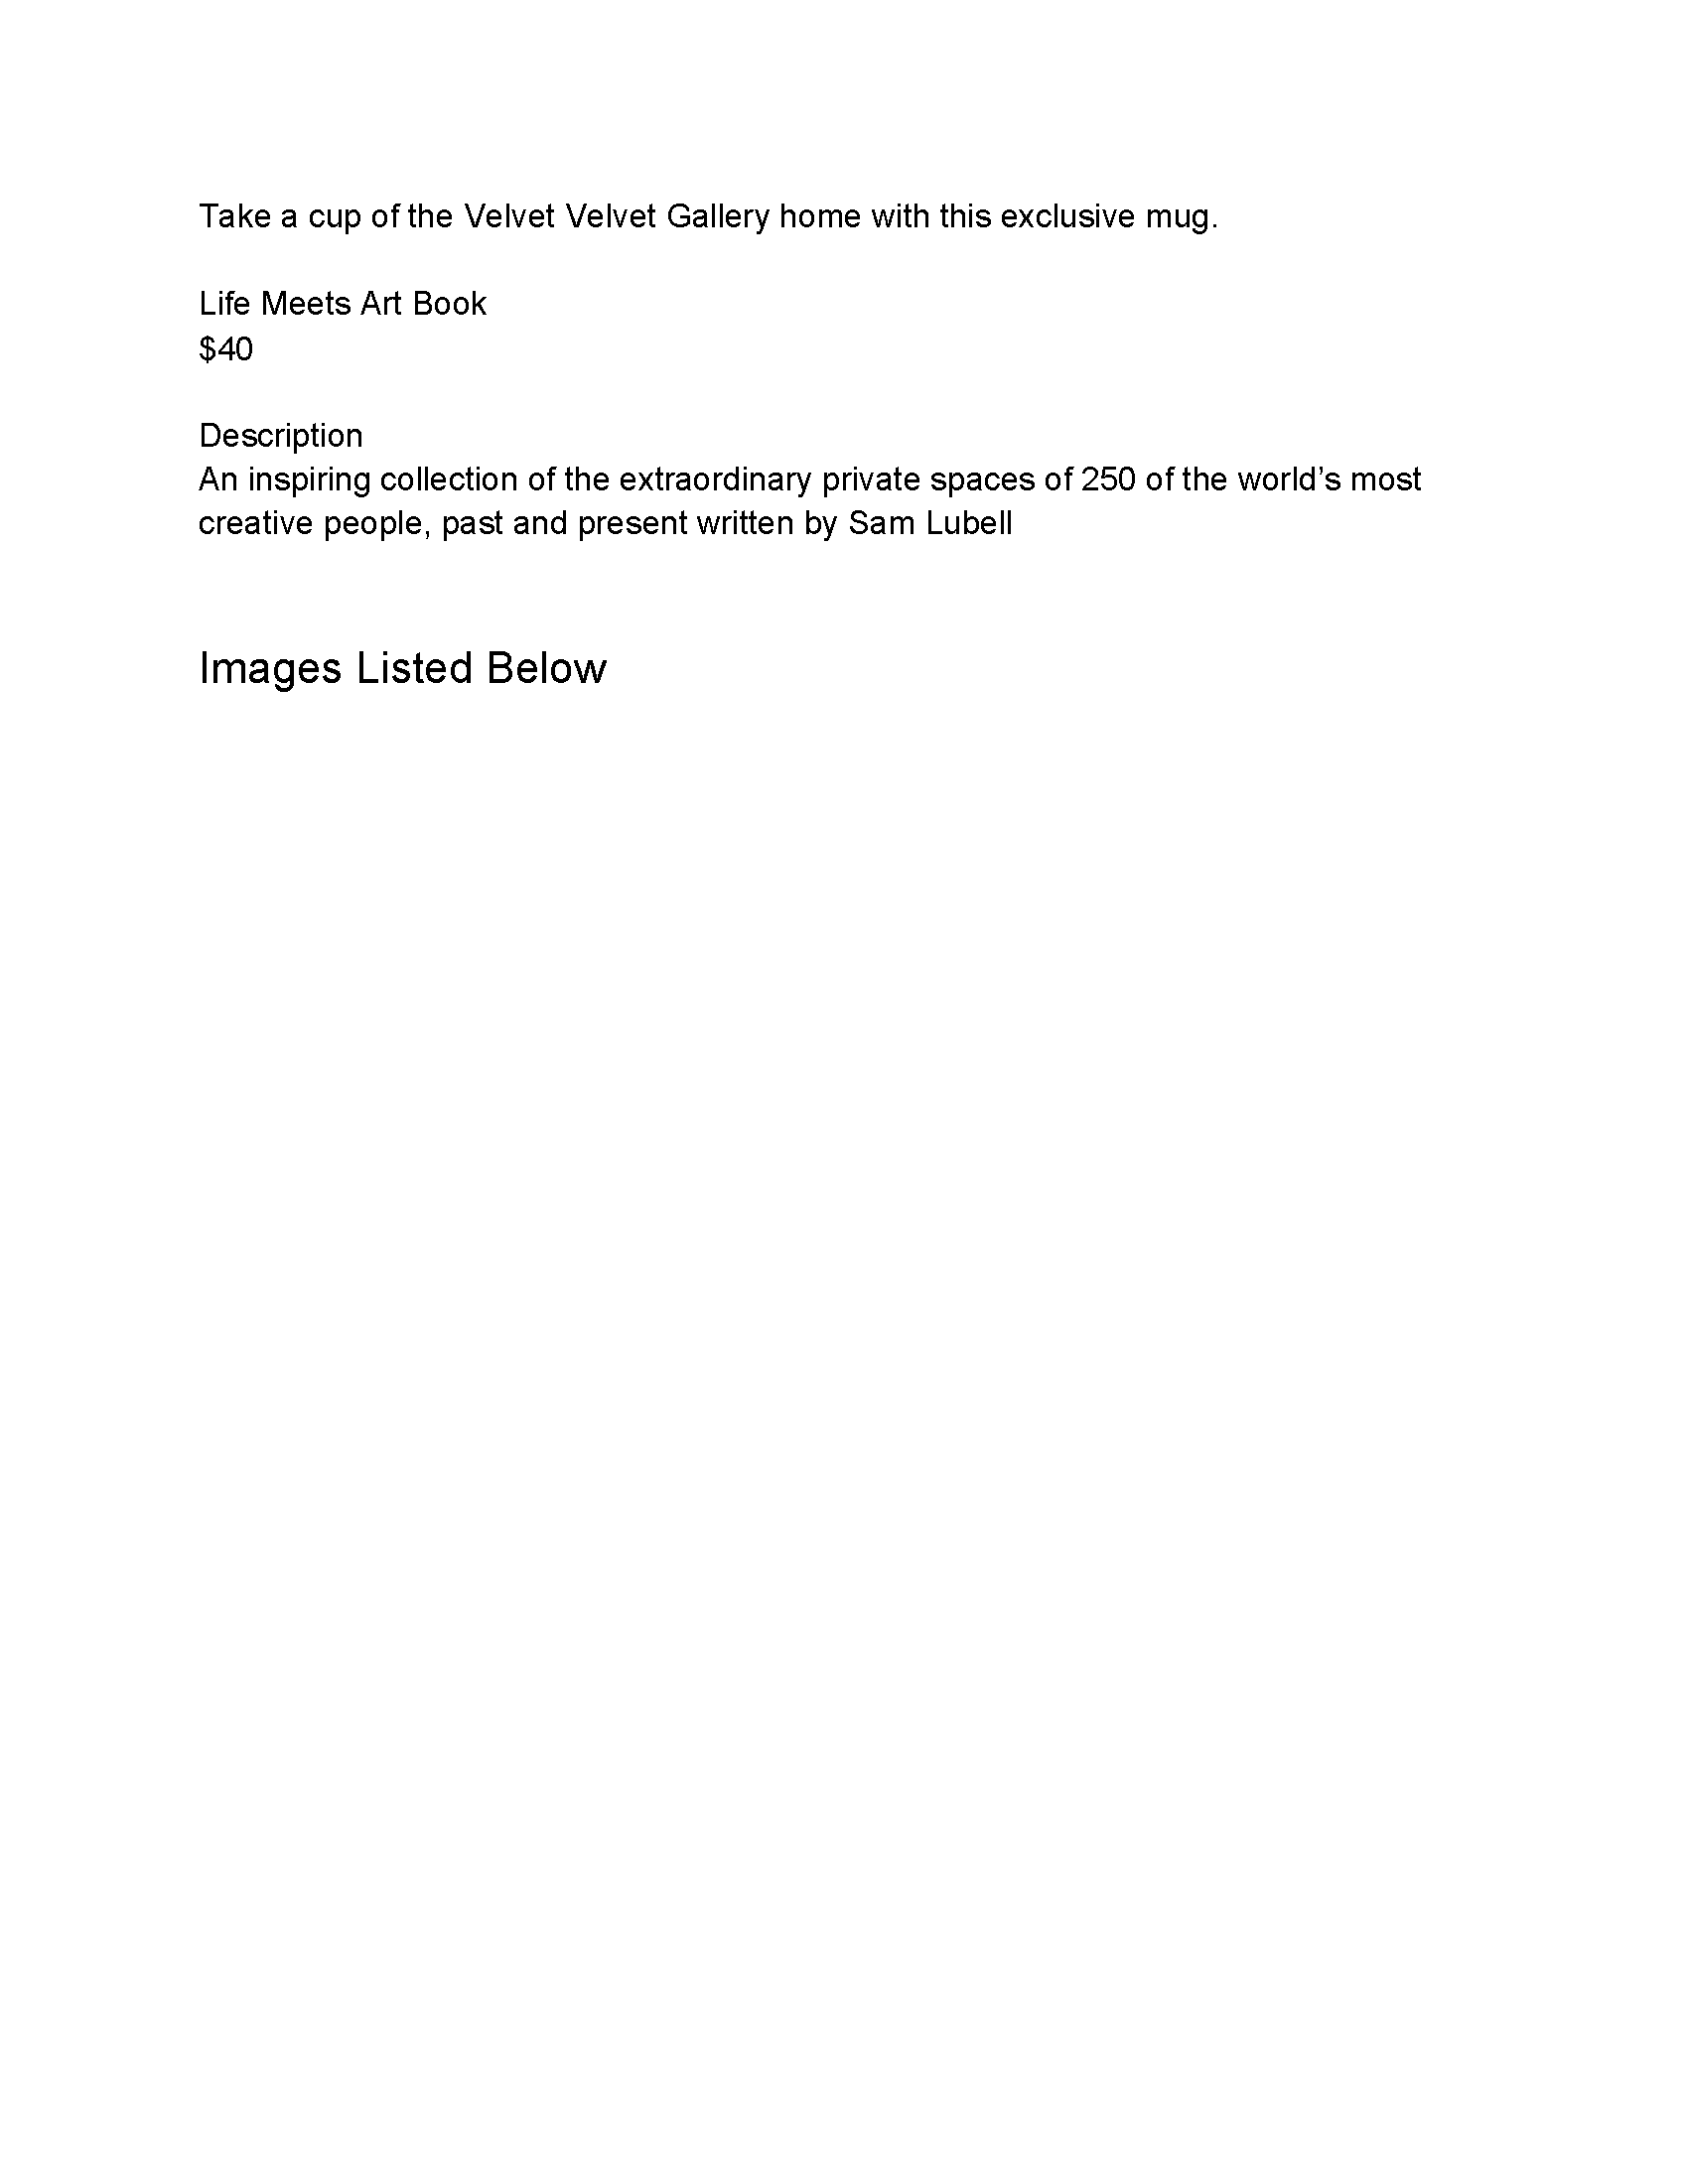 Take a cup of the Velvet Velvet Gallery home with this exclusive mug.
Life Meets Art Book
$40
Description
An inspiring collection of the extraordinary private spaces of 250 of the world’s most
creative people, past and present written by Sam Lubell
Images Listed Below